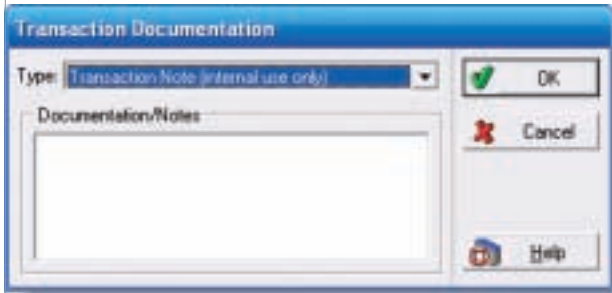 Transaction Documentation
Type: Transaction Note (internal use only)
OK
Documentation/Notes
Cancel
Help